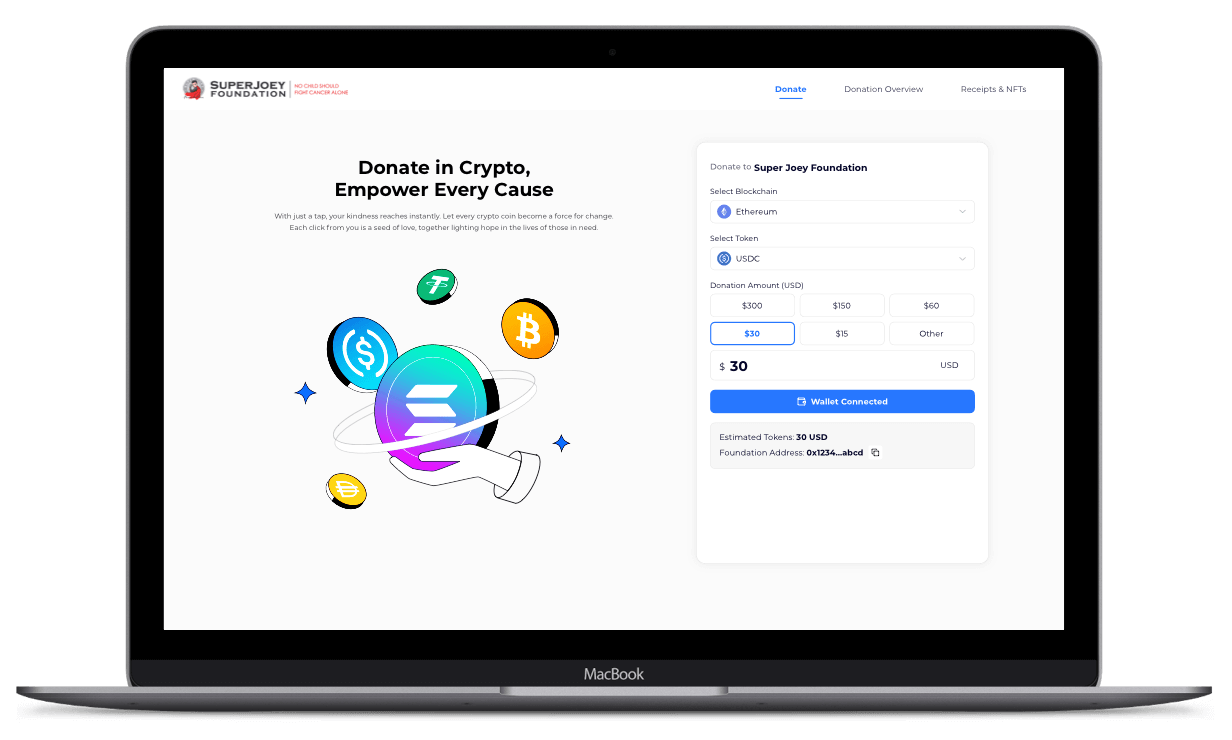 SUPERJOEY
FOUNDATION
NO CHILD SHOULD
FIGHT CANCER ALONE
Donate
Donation Overview
Receipts & NFTs
Donate in Crypto,
Empower Every Cause
With just a tap, your kindness reaches instantly. Let every crypto coin become a force for change.
Each click from you is a seed of love, together lighting hope in the lives of those in need.
Donate to Super Joey Foundation
Select Blockchain
Ethereum
Select Token
USDC
Donation Amount (USD)
$300 $150 $60
$30 $15 Other
$ 30 USD
Wallet Connected
Estimated Tokens: 30 USD
Foundation Address: 0x1234...abcd
MacBook